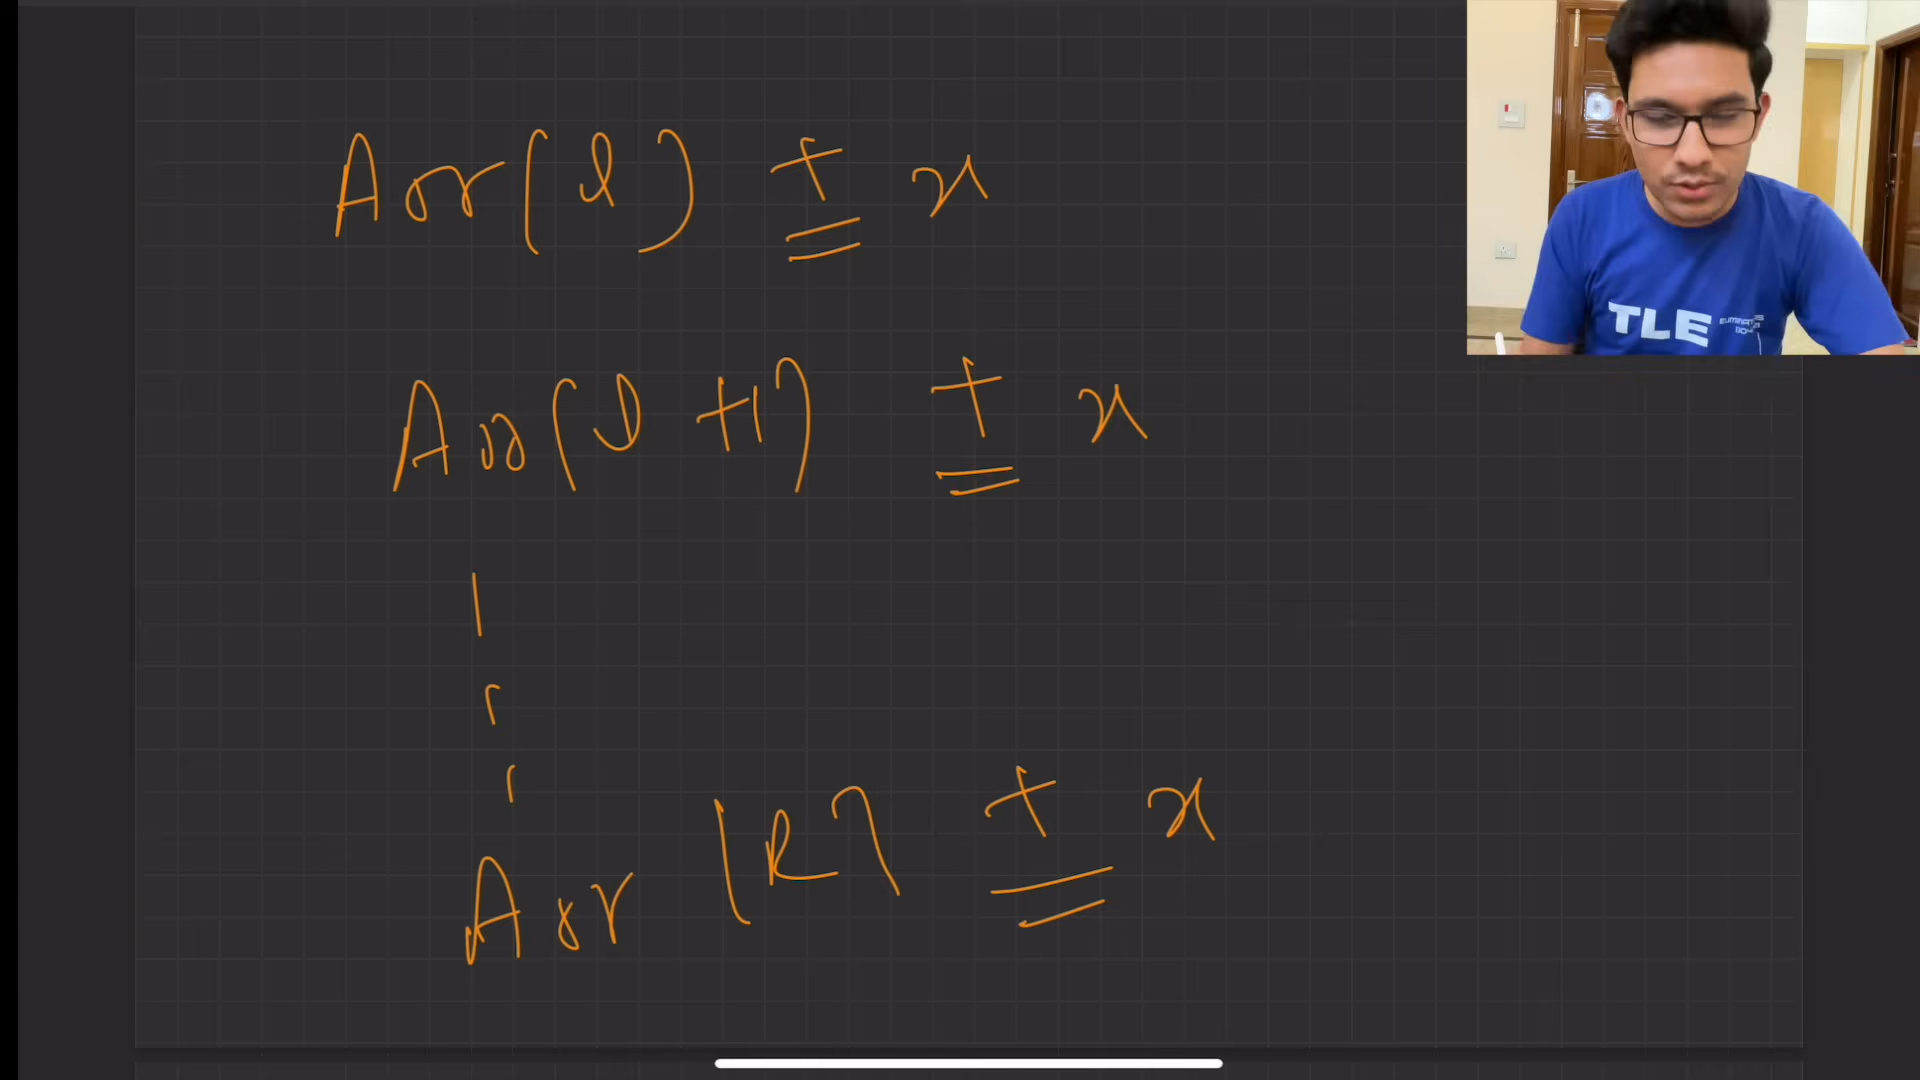 Arr(l) += x
Arr(l+1) += x
Arr(R) += x
TLE